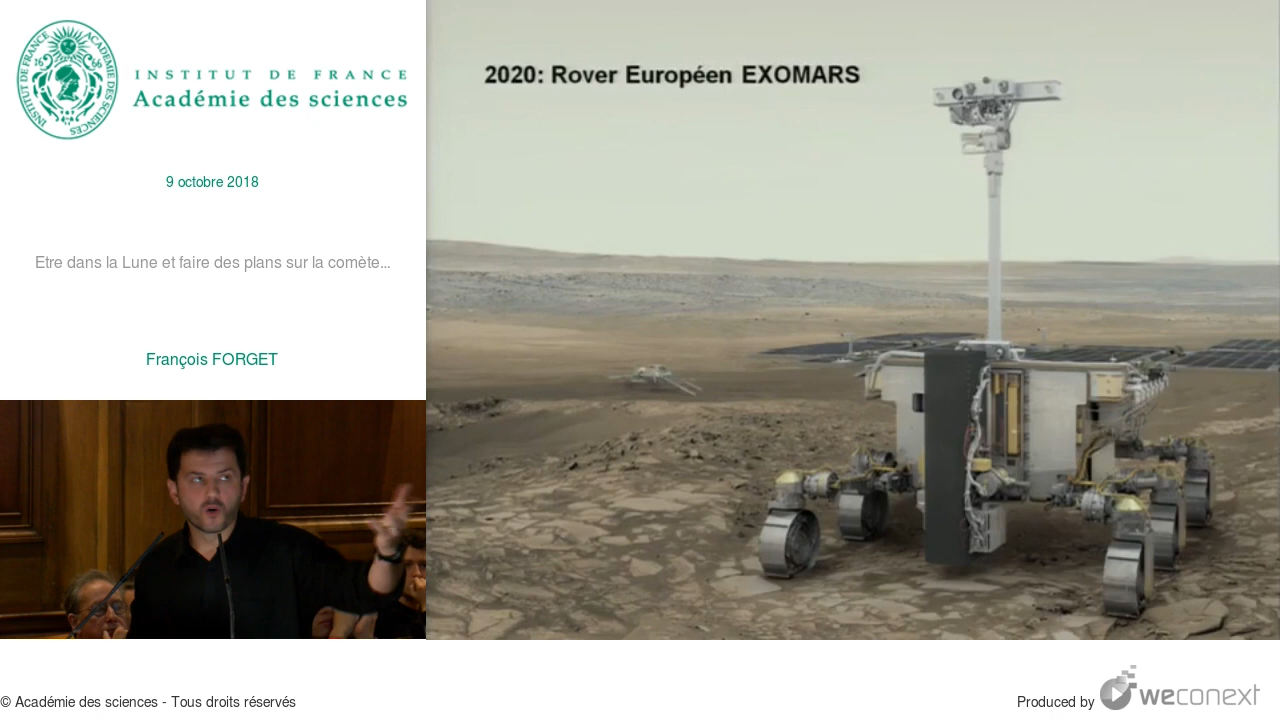 INSTITUT DE FRANCE
Académie des sciences
9 octobre 2018
Etre dans la Lune et faire des plans sur la comète...
François FORGET
2020: Rover Européen EXOMARS
© Académie des sciences - Tous droits réservés
Produced by weconext